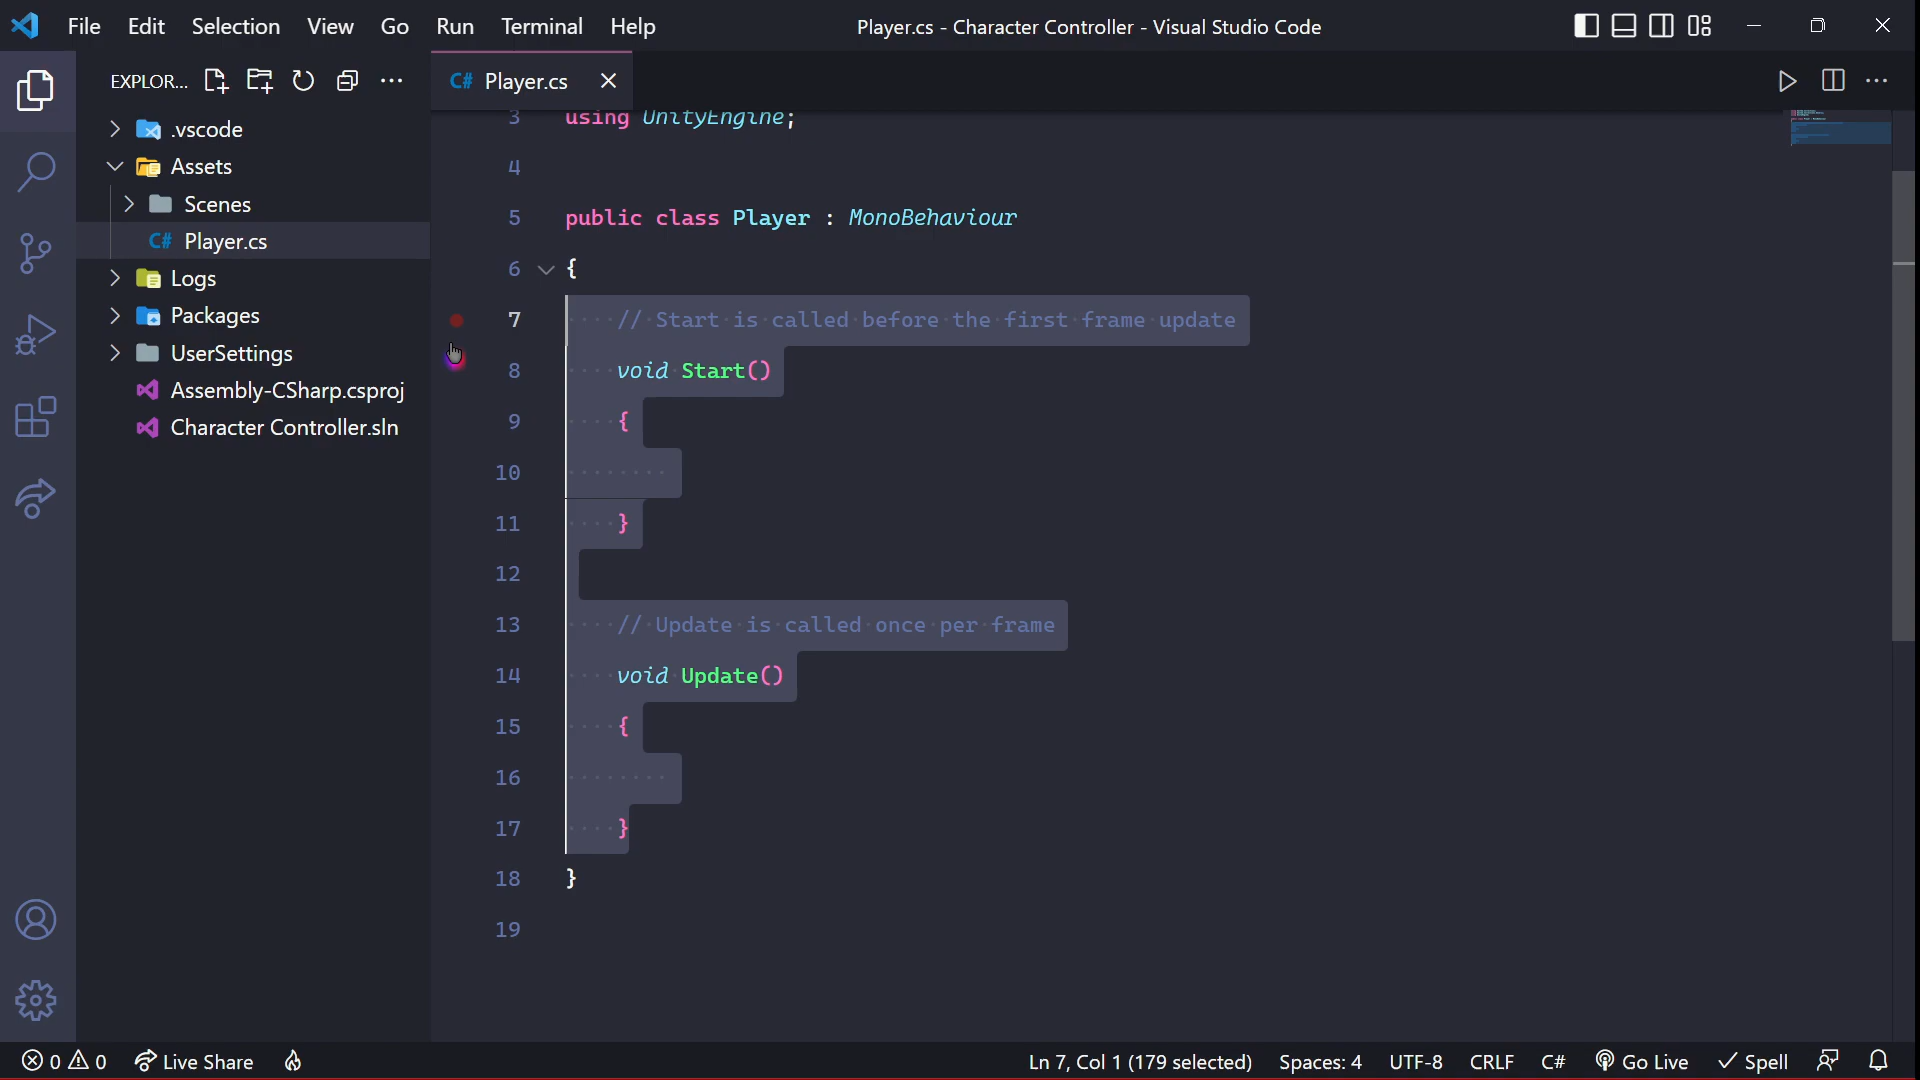 File Edit Selection View Go Run Terminal Help
Player.cs - Character Controller - Visual Studio Code
EXPLOR...
.vscode
Assets
Scenes
C# Player.cs
Logs
Packages
UserSettings
Assembly-CSharp.csproj
Character Controller.sln
C# Player.cs
3 using UnityEngine;
4
5 public class Player : MonoBehaviour
6 {
7 // Start is called before the first frame update
8 void Start()
9 {
10
11 }
12
13 // Update is called once per frame
14 void Update()
15 {
16
17 }
18 }
19
0 0 Live Share
Ln 7, Col 1 (179 selected) Spaces: 4 UTF-8 CRLF C# Go Live Spell